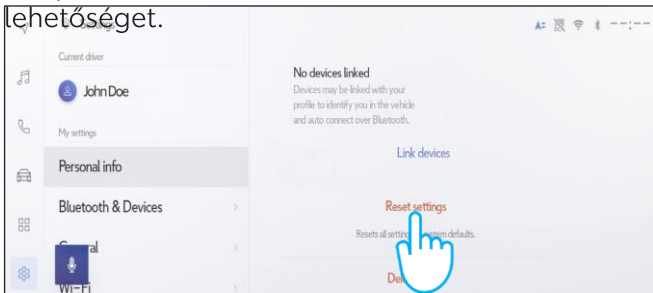 lehetőséget.
Current driver
John Doe
My settings
Personal info
Bluetooth & Devices
Wi-Fi
No devices linked
Devices may be linked with your
profile to identify you in the vehicle
and auto connect over Bluetooth.
Link devices
Reset settings
Resets all system defaults.
--:--